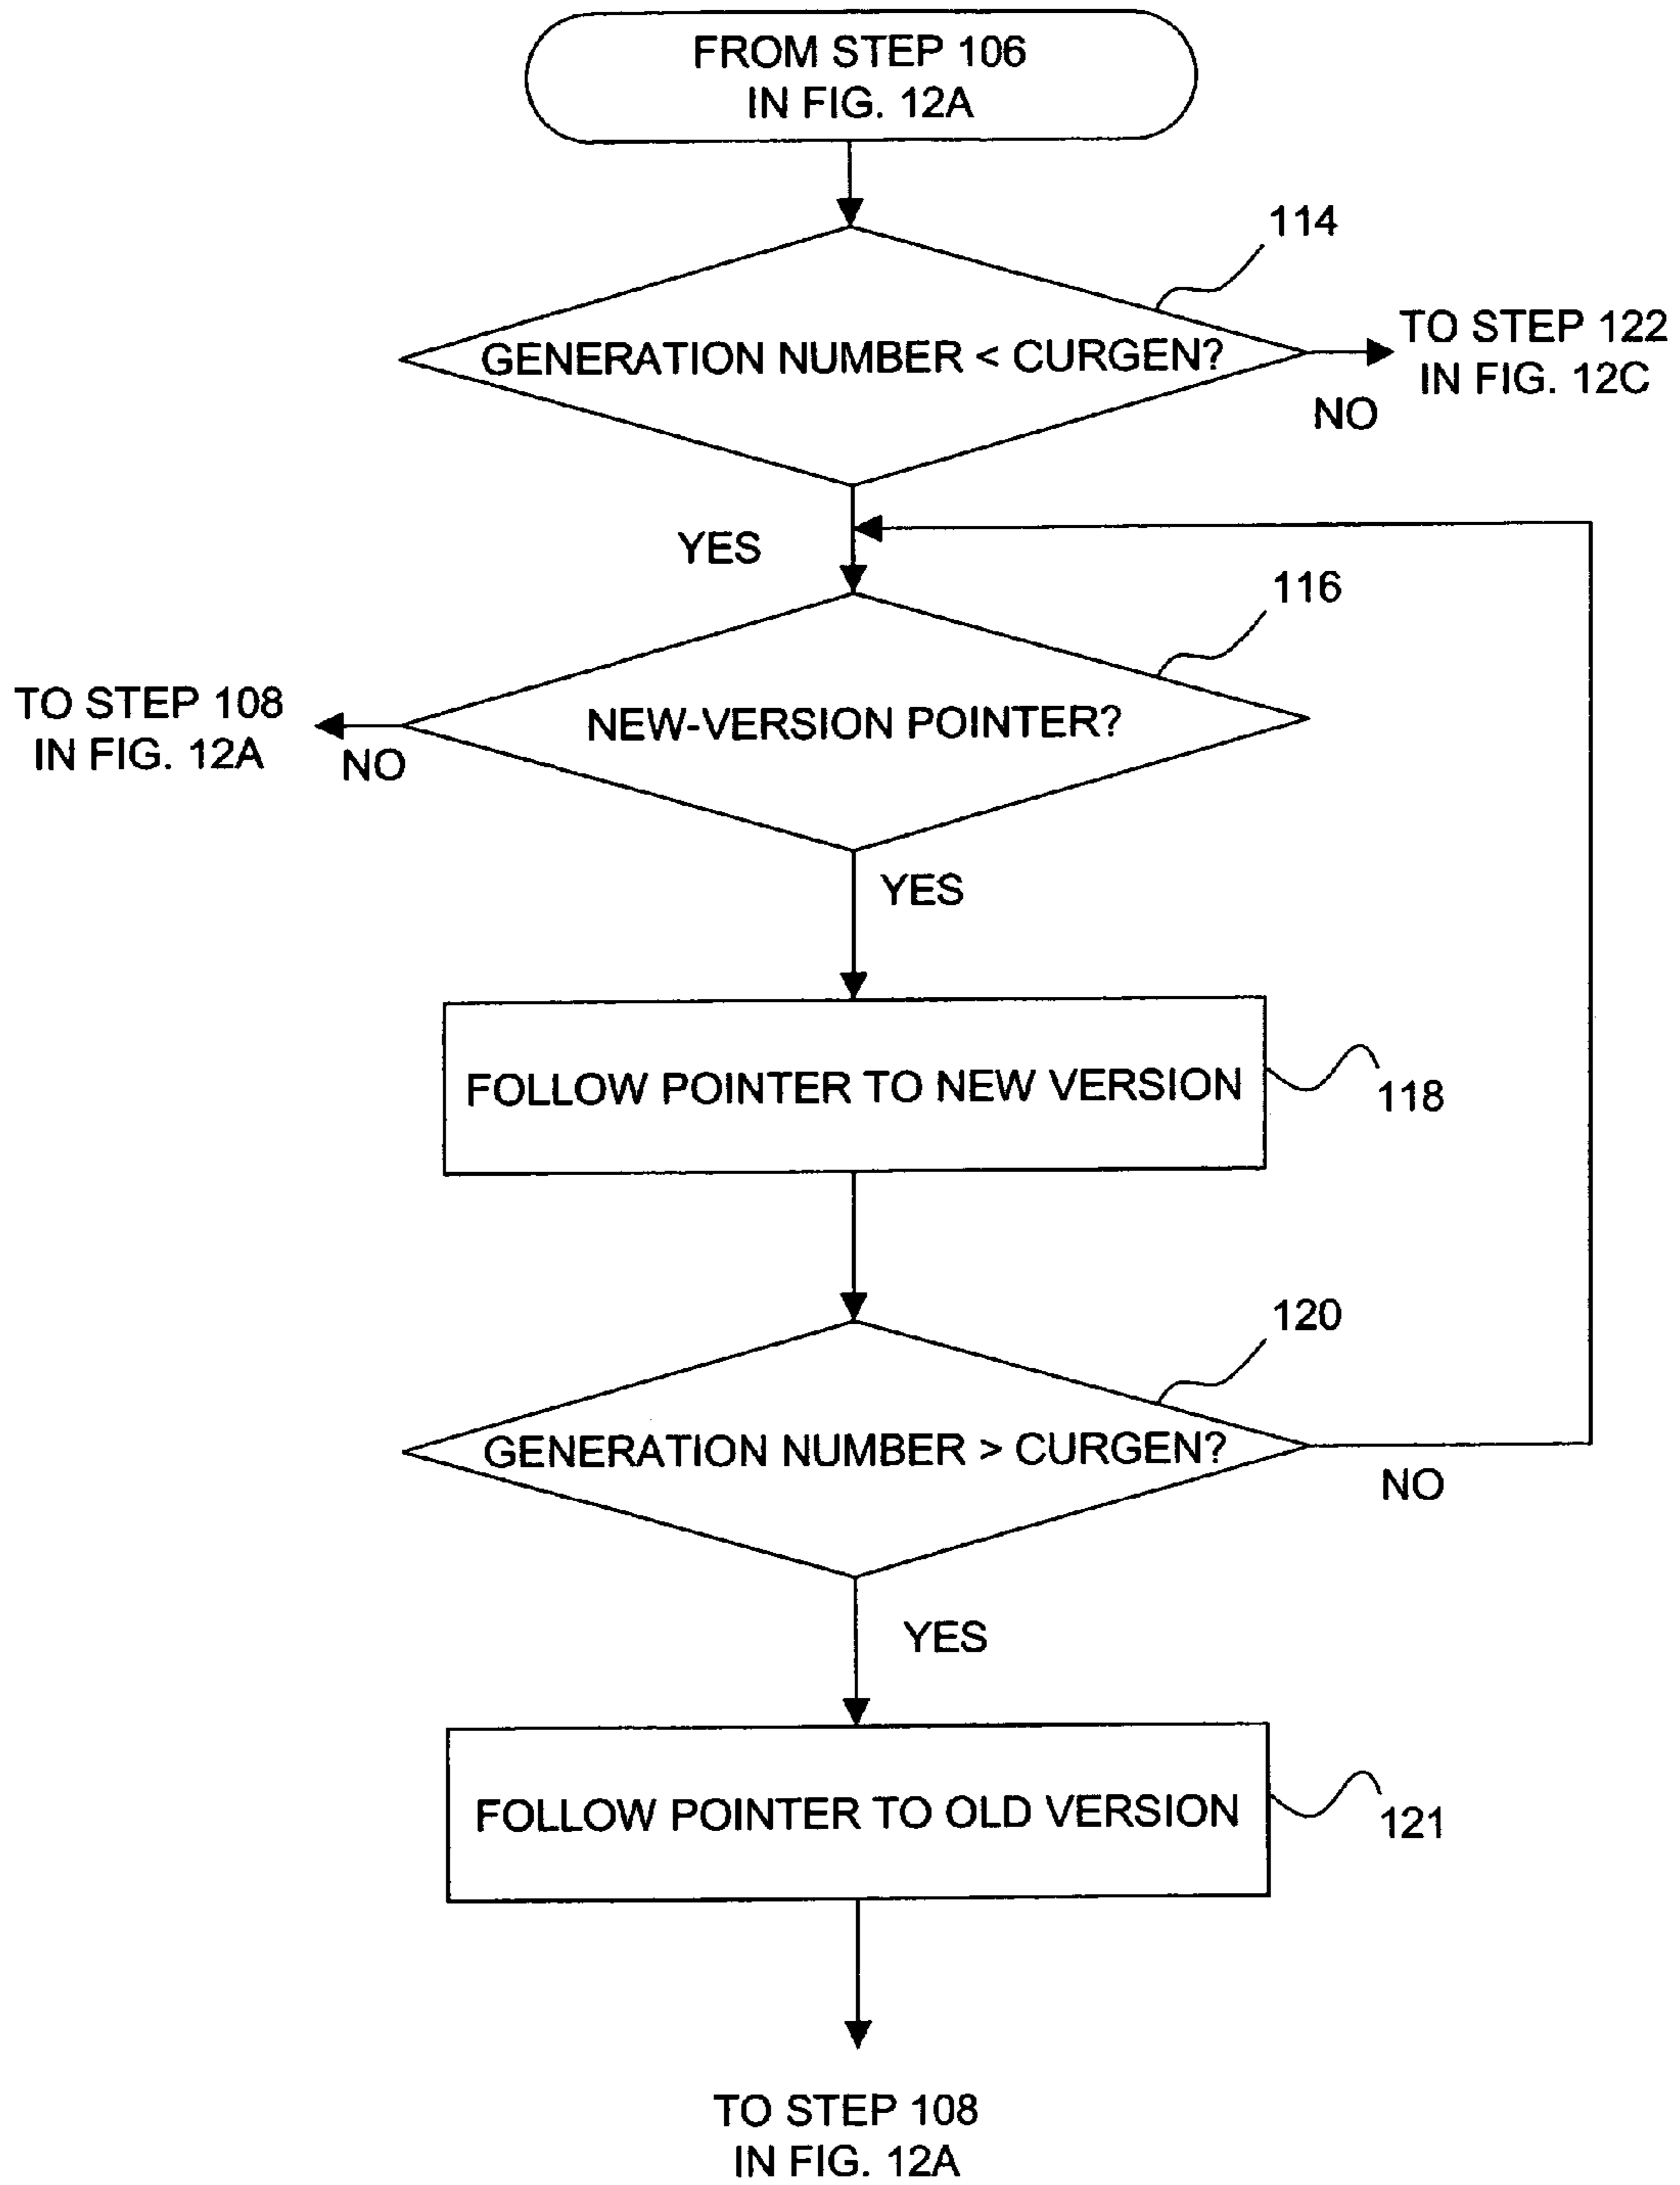 FROM STEP 106
IN FIG. 12A
114
GENERATION NUMBER < CURGEN?
TO STEP 122
IN FIG. 12C
NO
YES
116
TO STEP 108
IN FIG. 12A
NO
NEW-VERSION POINTER?
YES
FOLLOW POINTER TO NEW VERSION
118
120
GENERATION NUMBER > CURGEN?
NO
YES
FOLLOW POINTER TO OLD VERSION
121
TO STEP 108
IN FIG. 12A